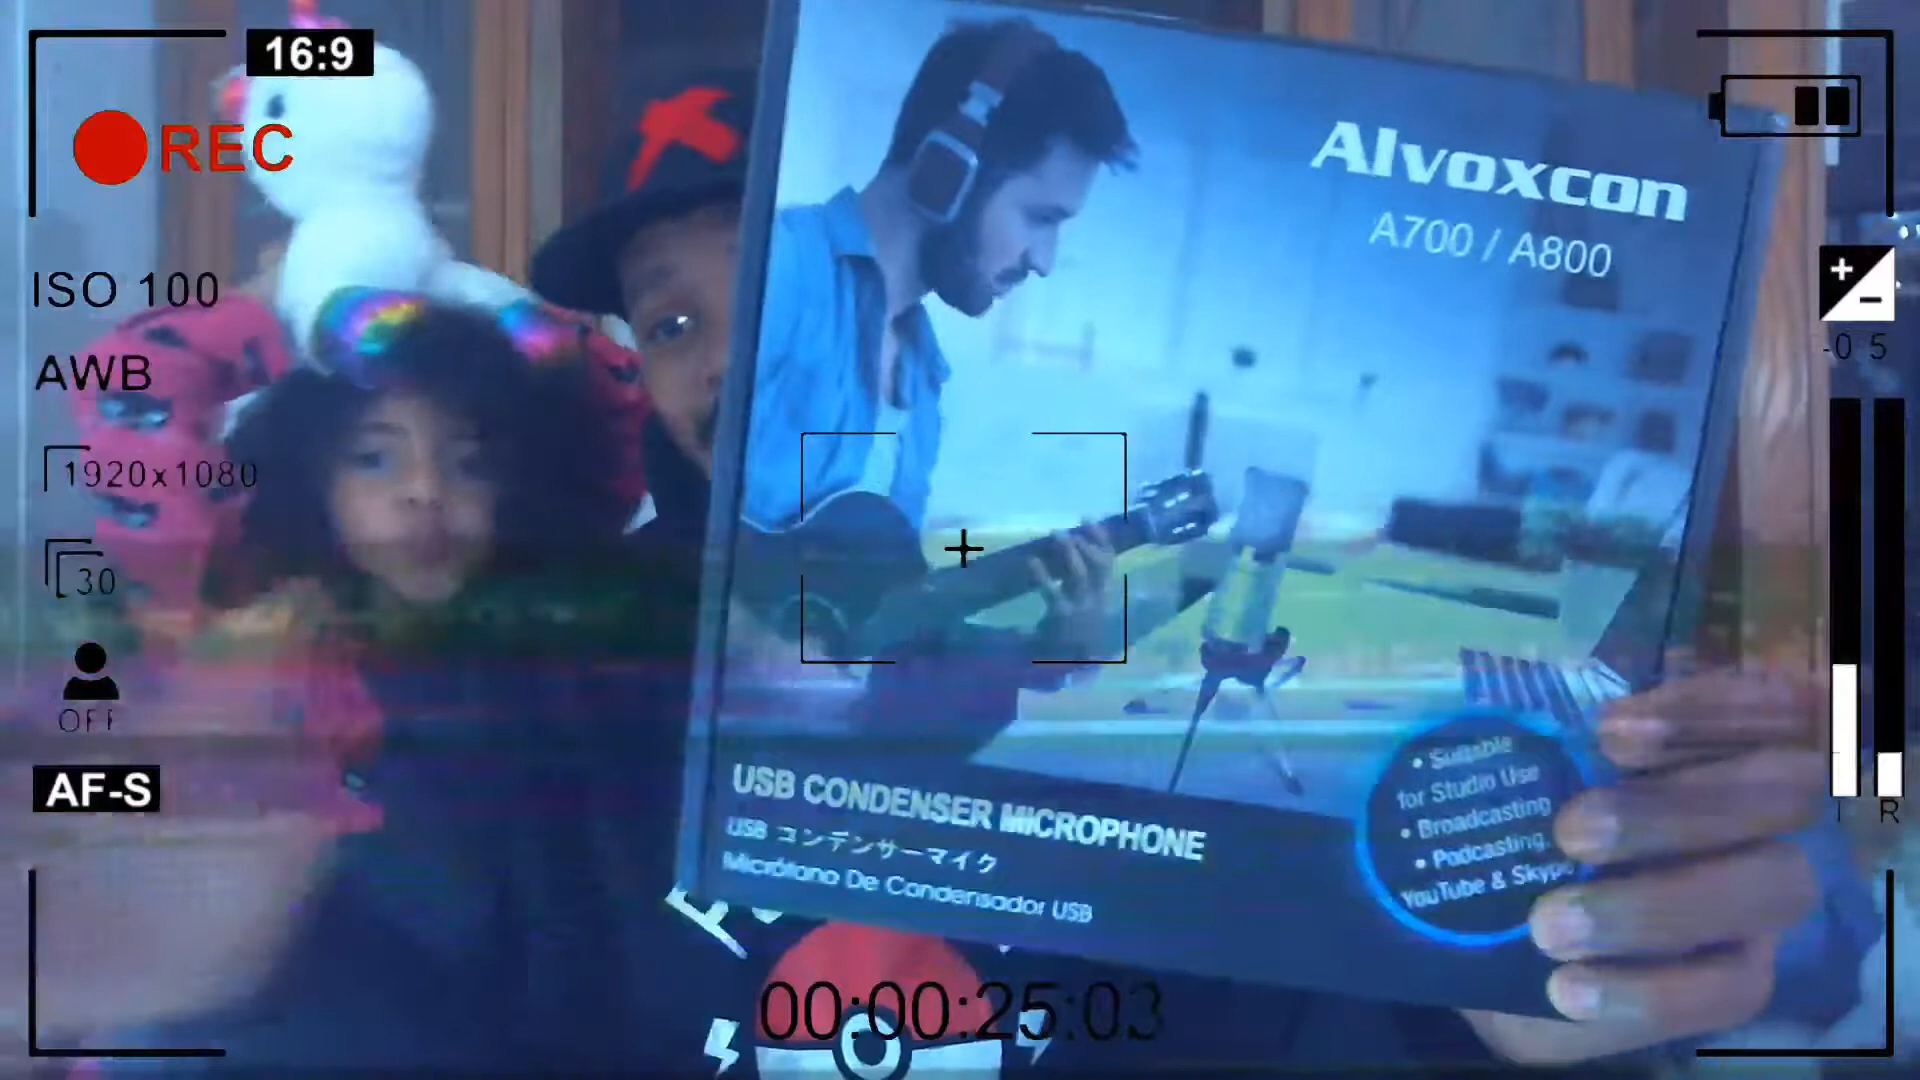 16:9
REC
ISO 100
AWB
1920x1080
30
OFF
AF-S
Alvoxcon
A700 / A800
-0 5
USB CONDENSER MICROPHONE
USB コンデンサーマイク
Micrófono De Condensador USB
• Suitable
for Studio Use
• Broadcasting
• Podcasting,
YouTube & Skype
R
00:00:25:03